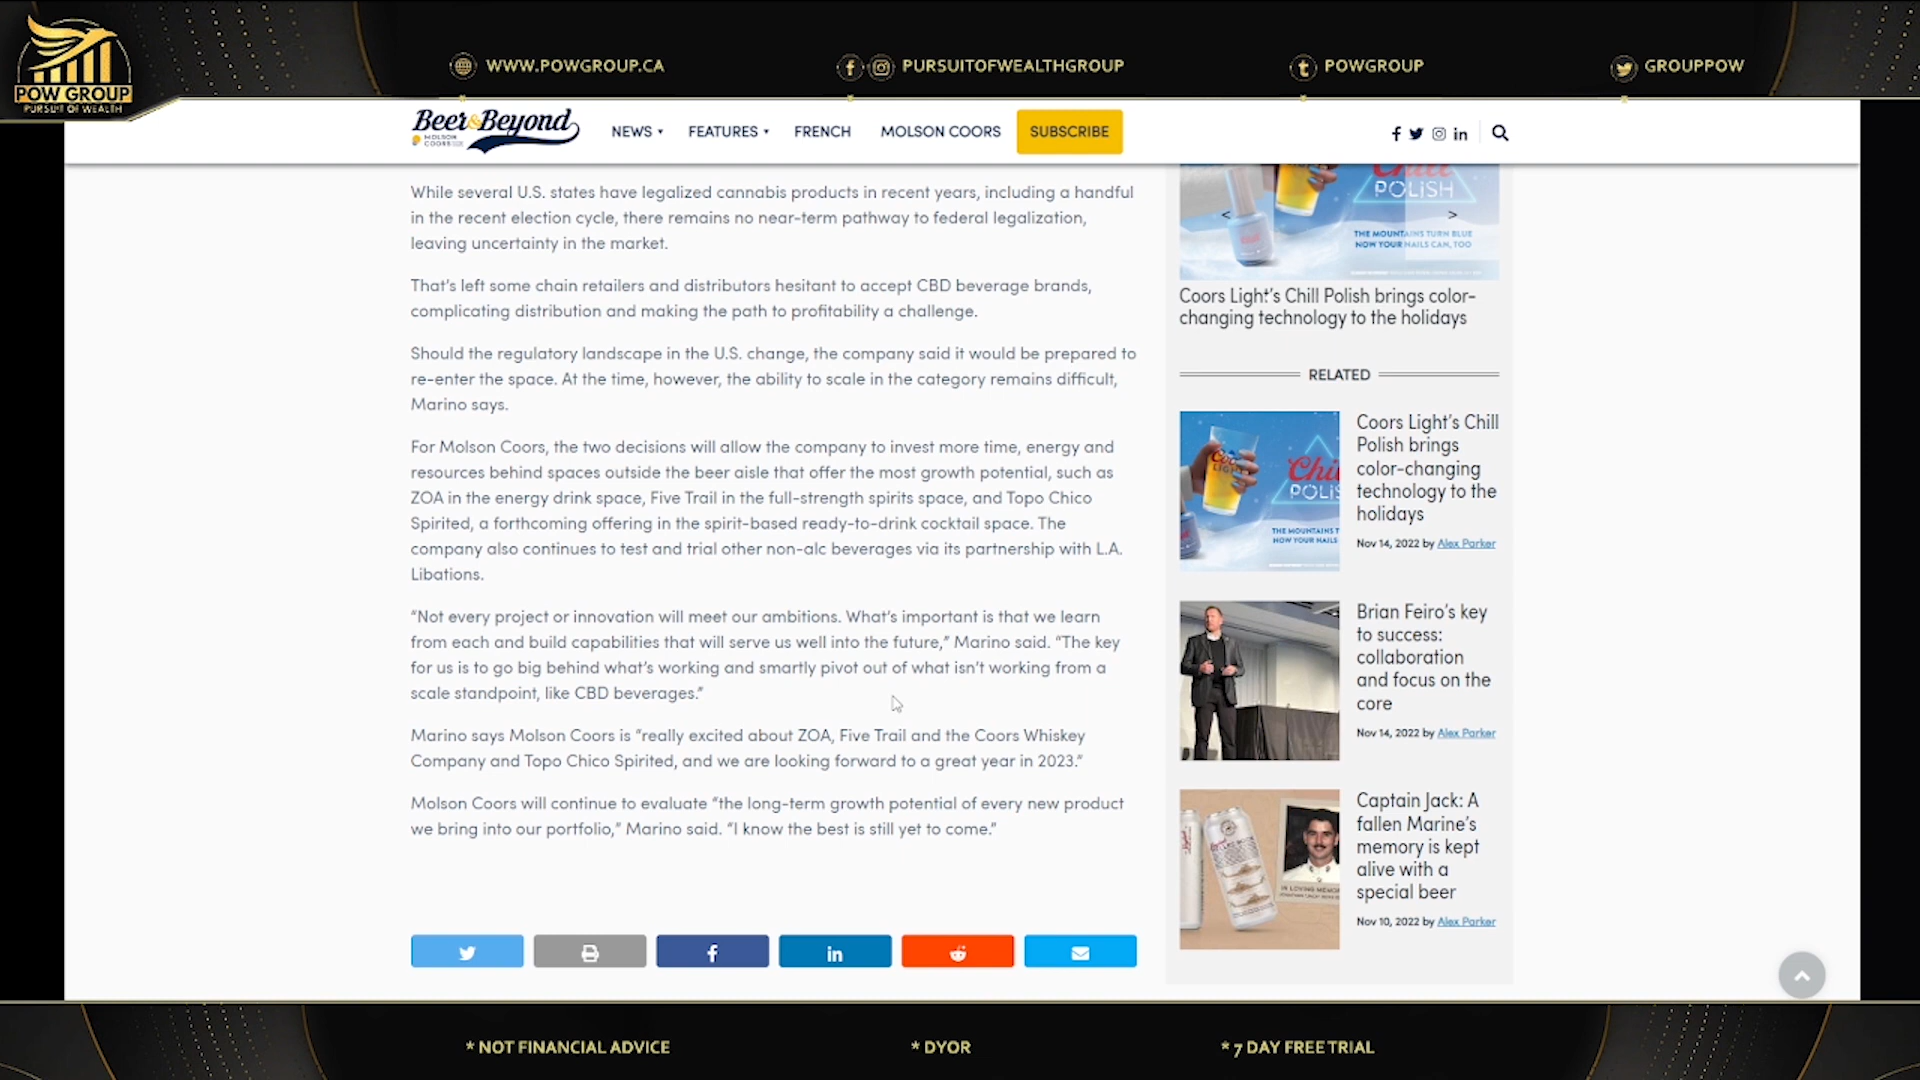 POW GROUP
PURSUIT OF WEALTH
WWW.POWGROUP.CA
PURSUITOFWEALTHGROUP
POWGROUP
GROUPPOW
Beer & Beyond
MOLSON
COORS
NEWS
FEATURES
FRENCH
MOLSON COORS
SUBSCRIBE
While several U.S. states have legalized cannabis products in recent years, including a handful
in the recent election cycle, there remains no near-term pathway to federal legalization,
leaving uncertainty in the market.
That's left some chain retailers and distributors hesitant to accept CBD beverage brands,
complicating distribution and making the path to profitability a challenge.
Should the regulatory landscape in the U.S. change, the company said it would be prepared to
re-enter the space. At the time, however, the ability to scale in the category remains difficult,
Marino says.
For Molson Coors, the two decisions will allow the company to invest more time, energy and
resources behind spaces outside the beer aisle that offer the most growth potential, such as
ZOA in the energy drink space, Five Trail in the full-strength spirits space, and Topo Chico
Spirited, a forthcoming offering in the spirit-based ready-to-drink cocktail space. The
company also continues to test and trial other non-alc beverages via its partnership with L.A.
Libations.
“Not every project or innovation will meet our ambitions. What's important is that we learn
from each and build capabilities that will serve us well into the future,” Marino said. “The key
for us is to go big behind what's working and smartly pivot out of what isn't working from a
scale standpoint, like CBD beverages.”
Marino says Molson Coors is “really excited about ZOA, Five Trail and the Coors Whiskey
Company and Topo Chico Spirited, and we are looking forward to a great year in 2023.”
Molson Coors will continue to evaluate “the long-term growth potential of every new product
we bring into our portfolio,” Marino said. “I know the best is still yet to come.”
Chill
POLISH
THE MOUNTAINS TURN BLUE
NOW YOUR NAILS CAN, TOO
Coors Light's Chill Polish brings color-
changing technology to the holidays
RELATED
Coors
LIGHT
Chi
POLIS
THE MOUNTAINS T
NOW YOUR NAILS
Coors Light's Chill
Polish brings
color-changing
technology to the
holidays
Nov 14, 2022 by Alex Parker
Brian Feiro's key
to success:
collaboration
and focus on the
core
Nov 14, 2022 by Alex Parker
IN LOVING MEMOR
Captain Jack: A
fallen Marine's
memory is kept
alive with a
special beer
Nov 10, 2022 by Alex Parker
* NOT FINANCIAL ADVICE
* DYOR
* 7 DAY FREE TRIAL